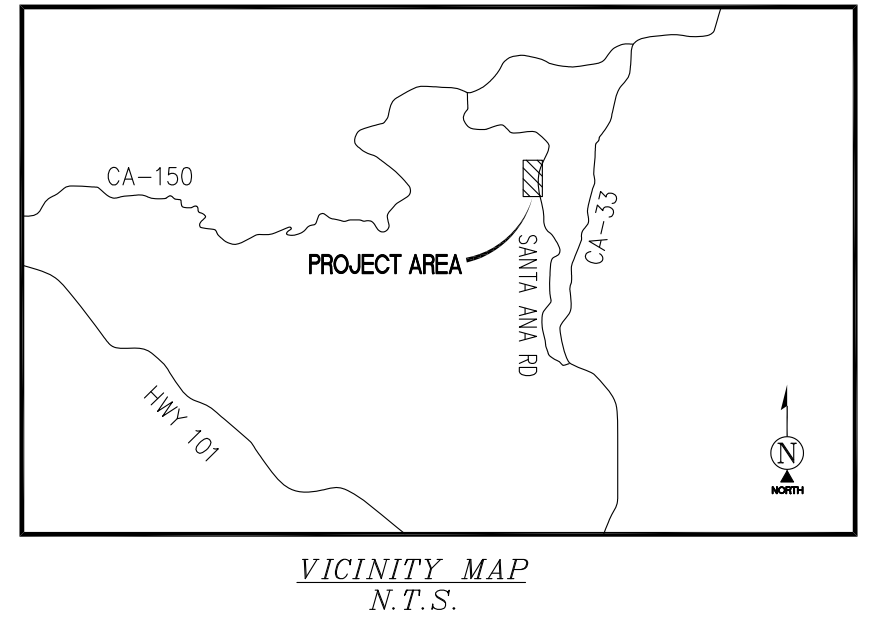 CA-150
CA-33
PROJECT AREA
SANTA ANA RD
HWY 101
N
NORTH
VICINITY MAP
N.T.S.